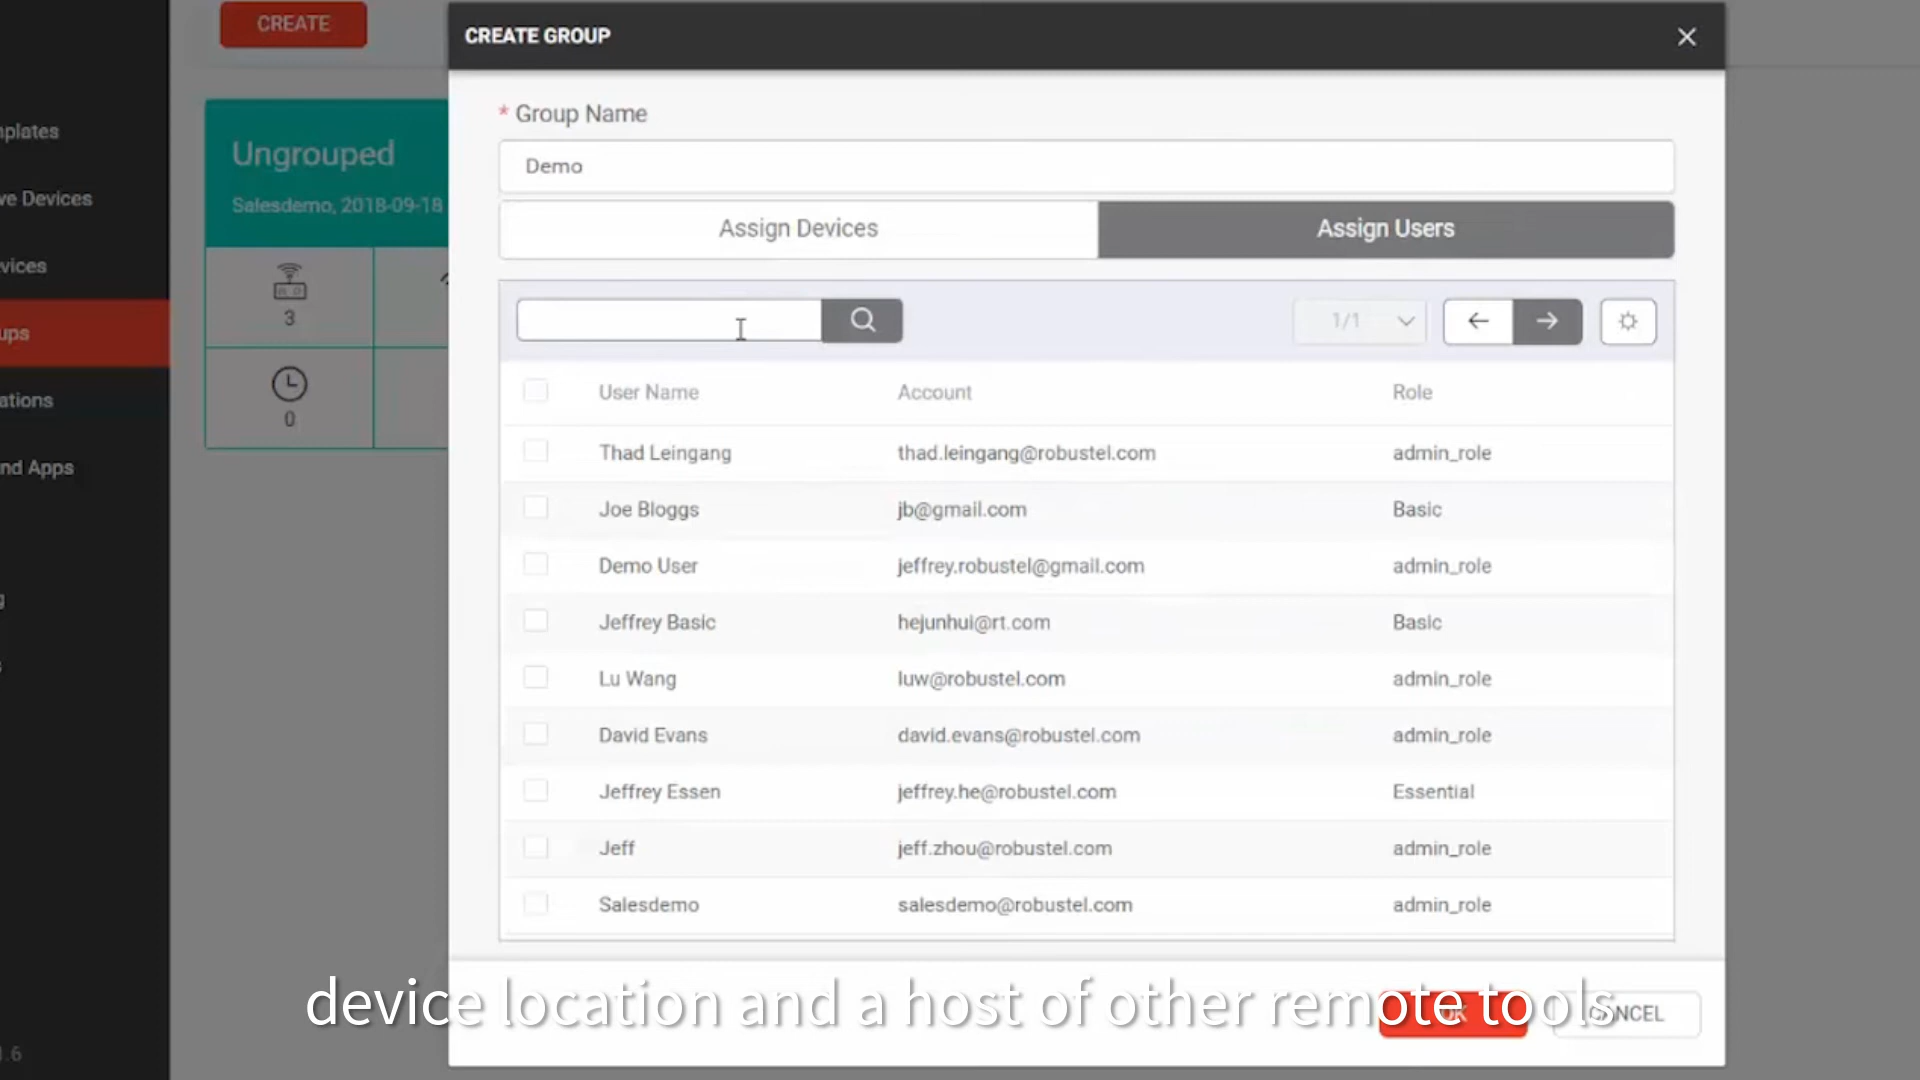 CREATE
CREATE GROUP
* Group Name
Demo
Assign Devices
Assign Users
nplates
ve Devices
vices
ups
ations
nd Apps
g
s
1.6
Ungrouped
Salesdemo, 2018-09-18
3
0
1/1
User Name Account Role
Thad Leingang thad.leingang@robustel.com admin_role
Joe Bloggs jb@gmail.com Basic
Demo User jeffrey.robustel@gmail.com admin_role
Jeffrey Basic hejunhui@rt.com Basic
Lu Wang luw@robustel.com admin_role
David Evans david.evans@robustel.com admin_role
Jeffrey Essen jeffrey.he@robustel.com Essential
Jeff jeff.zhou@robustel.com admin_role
Salesdemo salesdemo@robustel.com admin_role
OK
CANCEL
device location and a host of other remote tools